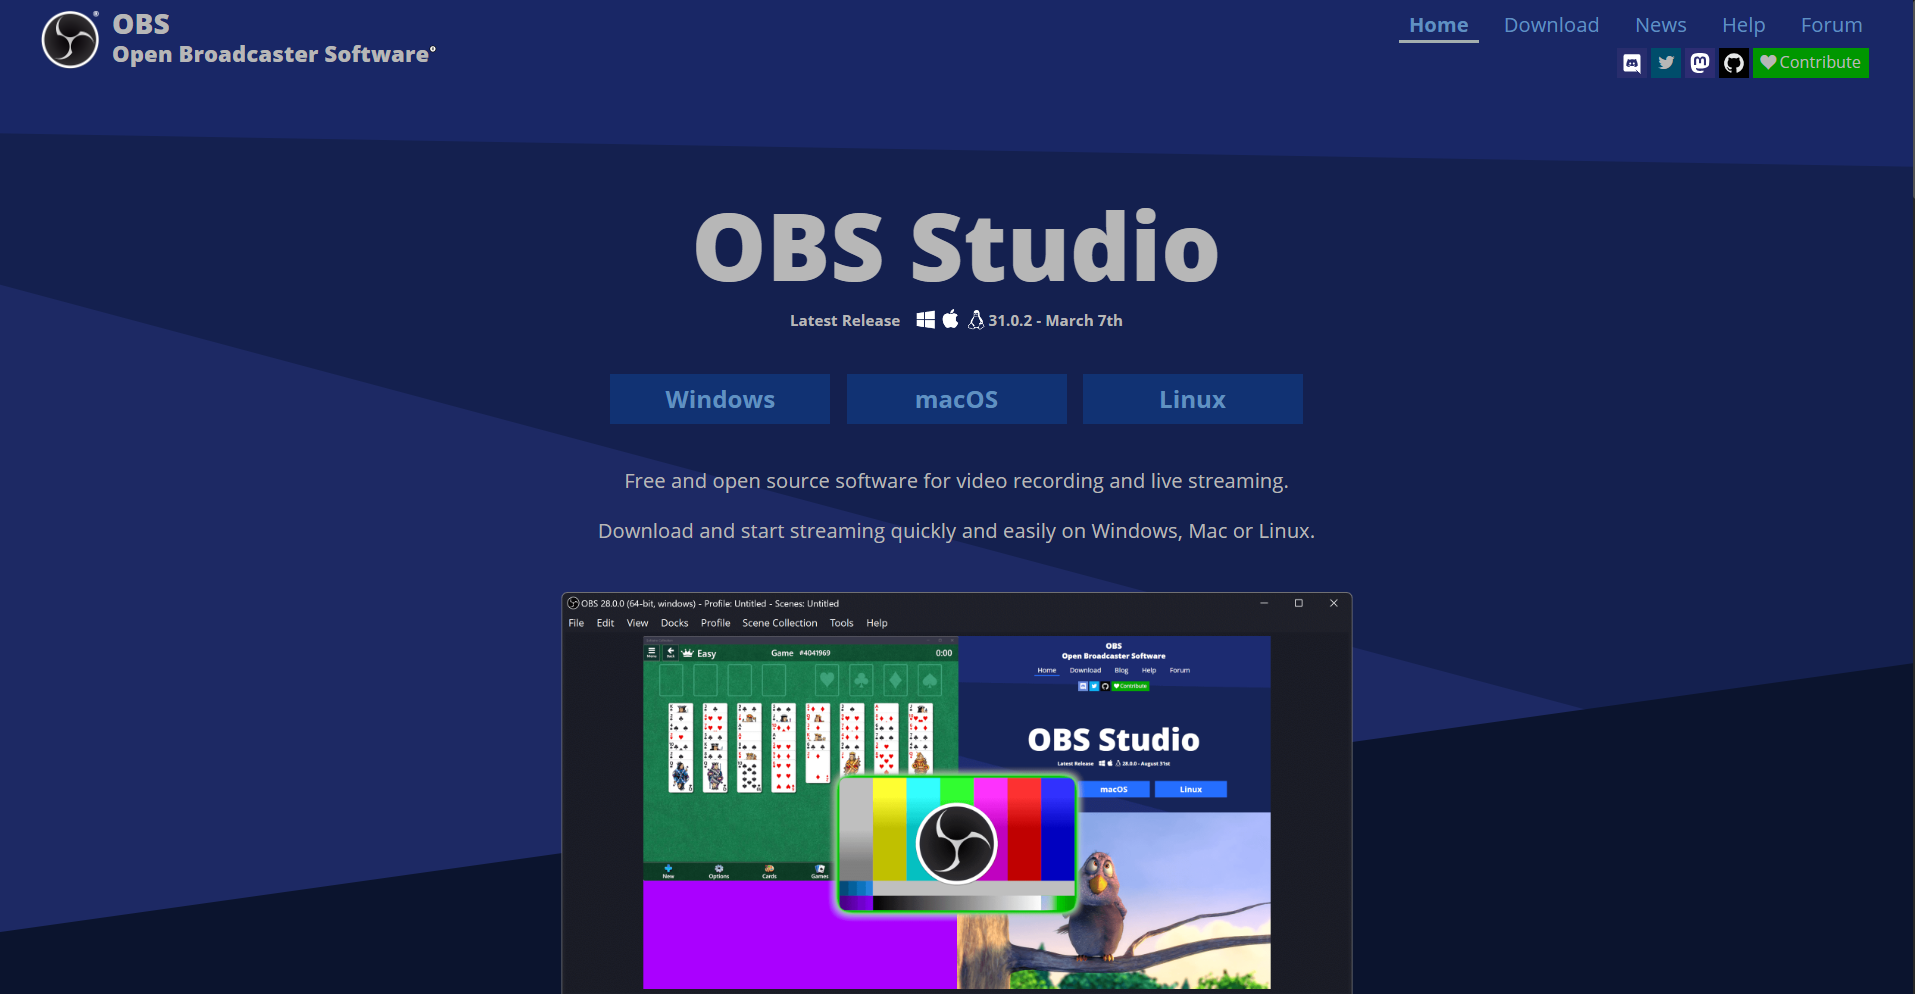 OBS
Open Broadcaster Software
Home Download News Help Forum
Contribute
OBS Studio
Latest Release 31.0.2 - March 7th
Windows macOS Linux
Free and open source software for video recording and live streaming.
Download and start streaming quickly and easily on Windows, Mac or Linux.
OBS 28.0.0 (64-bit, windows) - Profile: Untitled - Scenes: Untitled
File Edit View Docks Profile Scene Collection Tools Help
Easy Game #4041969 0:00
OBS
Open Broadcaster Software
Home Download Blog Help Forum
Contribute
OBS Studio
Latest Release 28.0.0 - August 31st
macOS Linux
New Options Cards Games